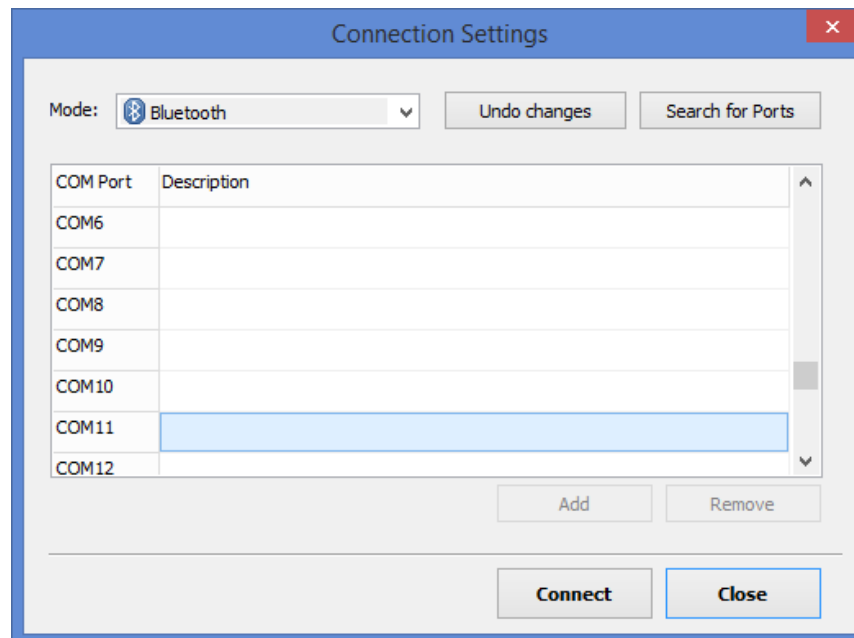 Connection Settings
Mode: Bluetooth Undo changes Search for Ports
COM Port Description
COM6
COM7
COM8
COM9
COM10
COM11
COM12
Add Remove
Connect Close